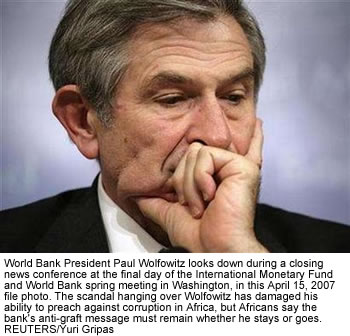 World Bank President Paul Wolfowitz looks down during a closing
news conference at the final day of the International Monetary Fund
and World Bank spring meeting in Washington, in this April 15, 2007
file photo. The scandal hanging over Wolfowitz has damaged his
ability to preach against corruption in Africa, but Africans say the
bank's anti-graft message must remain whether he stays or goes.
REUTERS/Yuri Gripas